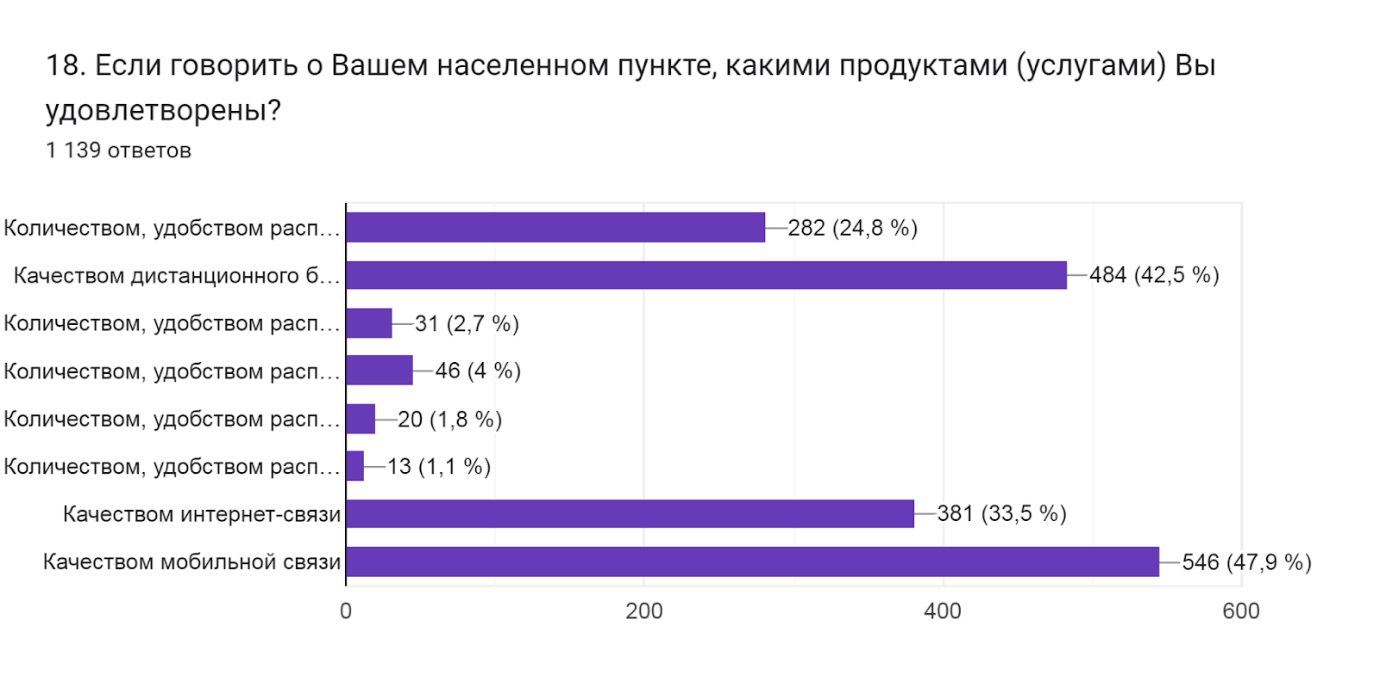 18. Если говорить о Вашем населенном пункте, какими продуктами (услугами) Вы
удовлетворены?
1 139 ответов
Количеством, удобством расп… 282 (24,8 %)
Качеством дистанционного б… 484 (42,5 %)
Количеством, удобством расп… 31 (2,7 %)
Количеством, удобством расп… 46 (4 %)
Количеством, удобством расп… 20 (1,8 %)
Количеством, удобством расп… 13 (1,1 %)
Качеством интернет-связи 381 (33,5 %)
Качеством мобильной связи 546 (47,9 %)
0 200 400 600